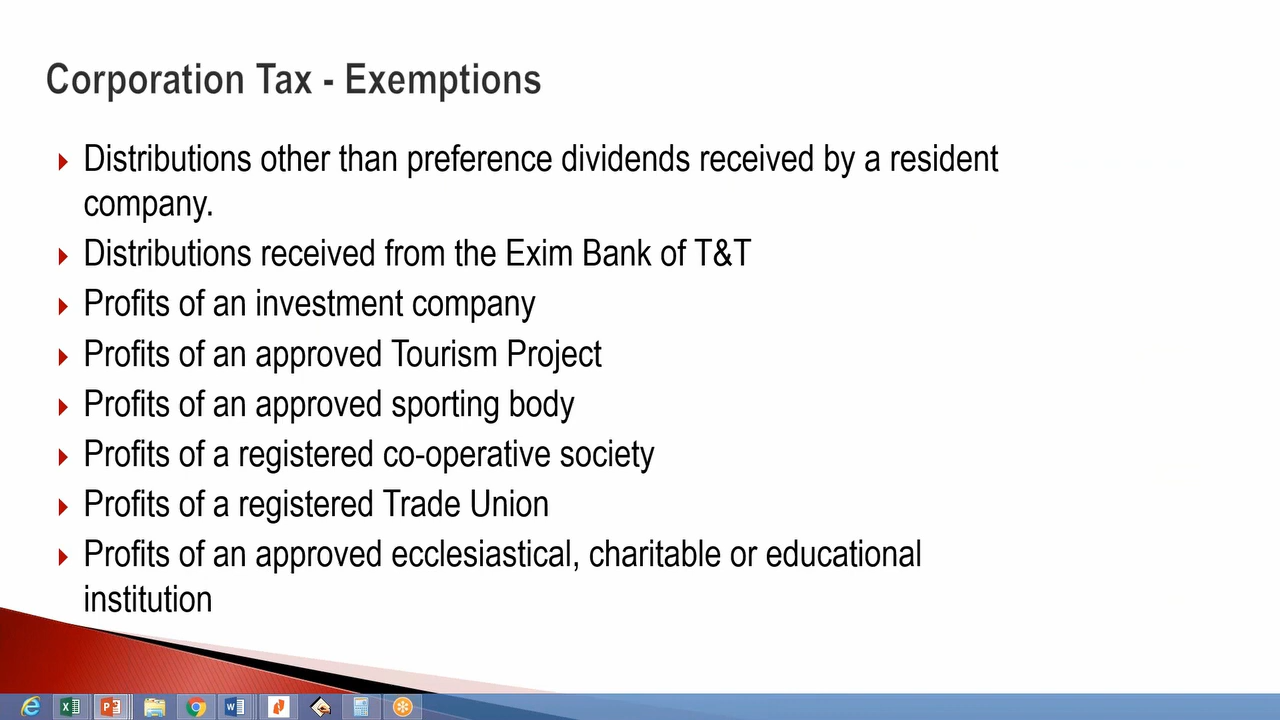 Corporation Tax - Exemptions
Distributions other than preference dividends received by a resident
company.
Distributions received from the Exim Bank of T&T
Profits of an investment company
Profits of an approved Tourism Project
Profits of an approved sporting body
Profits of a registered co-operative society
Profits of a registered Trade Union
Profits of an approved ecclesiastical, charitable or educational
institution